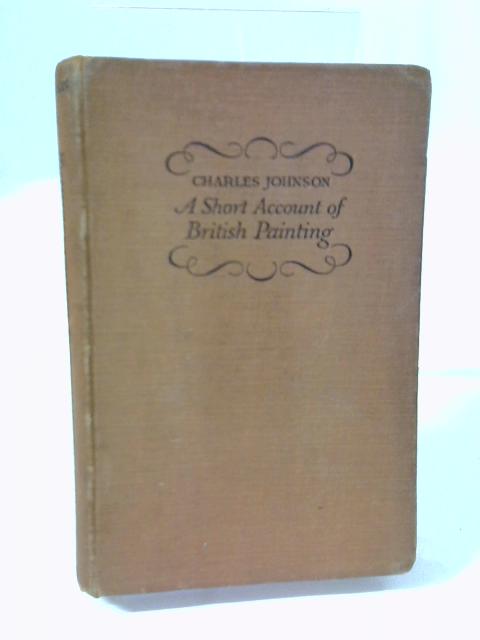 CHARLES JOHNSON
A Short Account of
British Painting